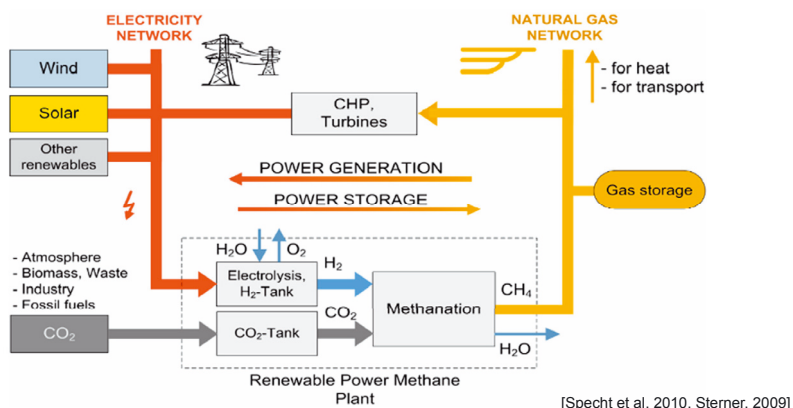 ELECTRICITY
NETWORK
NATURAL GAS
NETWORK
Wind
- for heat
- for transport
Solar
CHP,
Turbines
Other
renewables
POWER GENERATION
POWER STORAGE
Gas storage
H₂O
O₂
- Atmosphere
- Biomass, Waste
- Industry
- Fossil fuels
Electrolysis,
H₂-Tank
H₂
Methanation
CH₄
CO₂
CO₂-Tank
CO₂
H₂O
Renewable Power Methane
Plant
[Specht et al. 2010, Sterner, 2009]